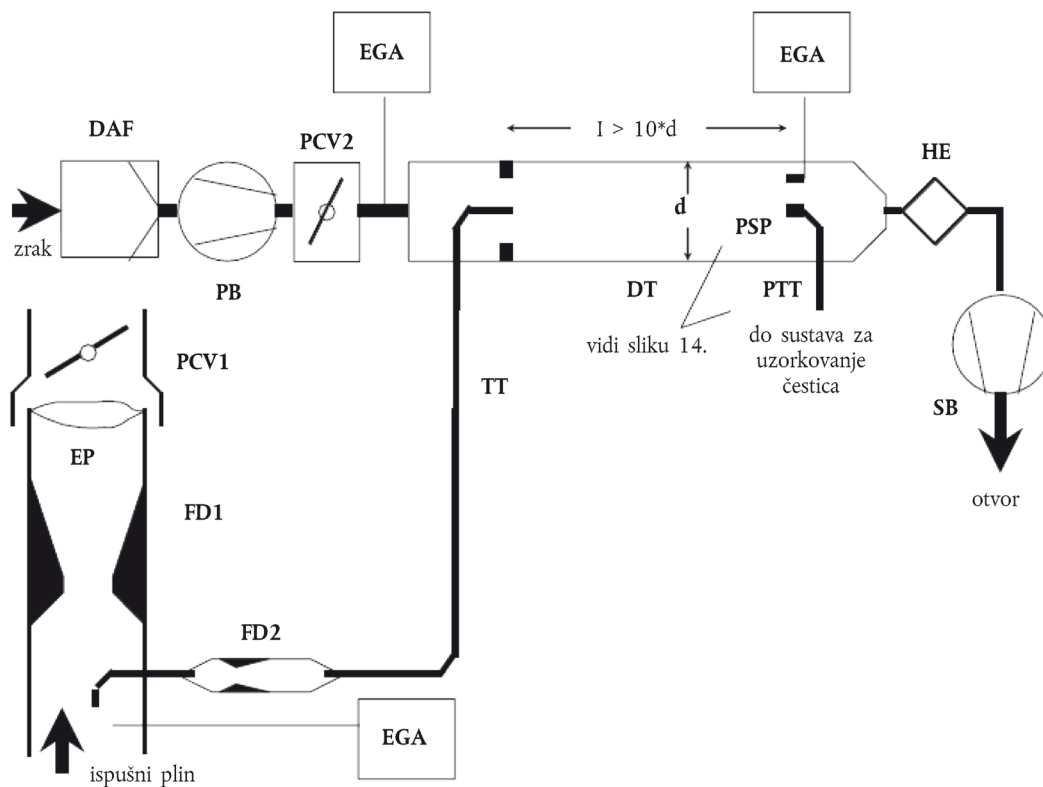 EGA
EGA
DAF
PCV2
l > 10*d
HE
zrak
d
PSP
PB
DT
PTT
PCV1
vidi sliku 14.
do sustava za
uzorkovanje
čestica
TT
SB
EP
otvor
FD1
FD2
EGA
ispušni plin